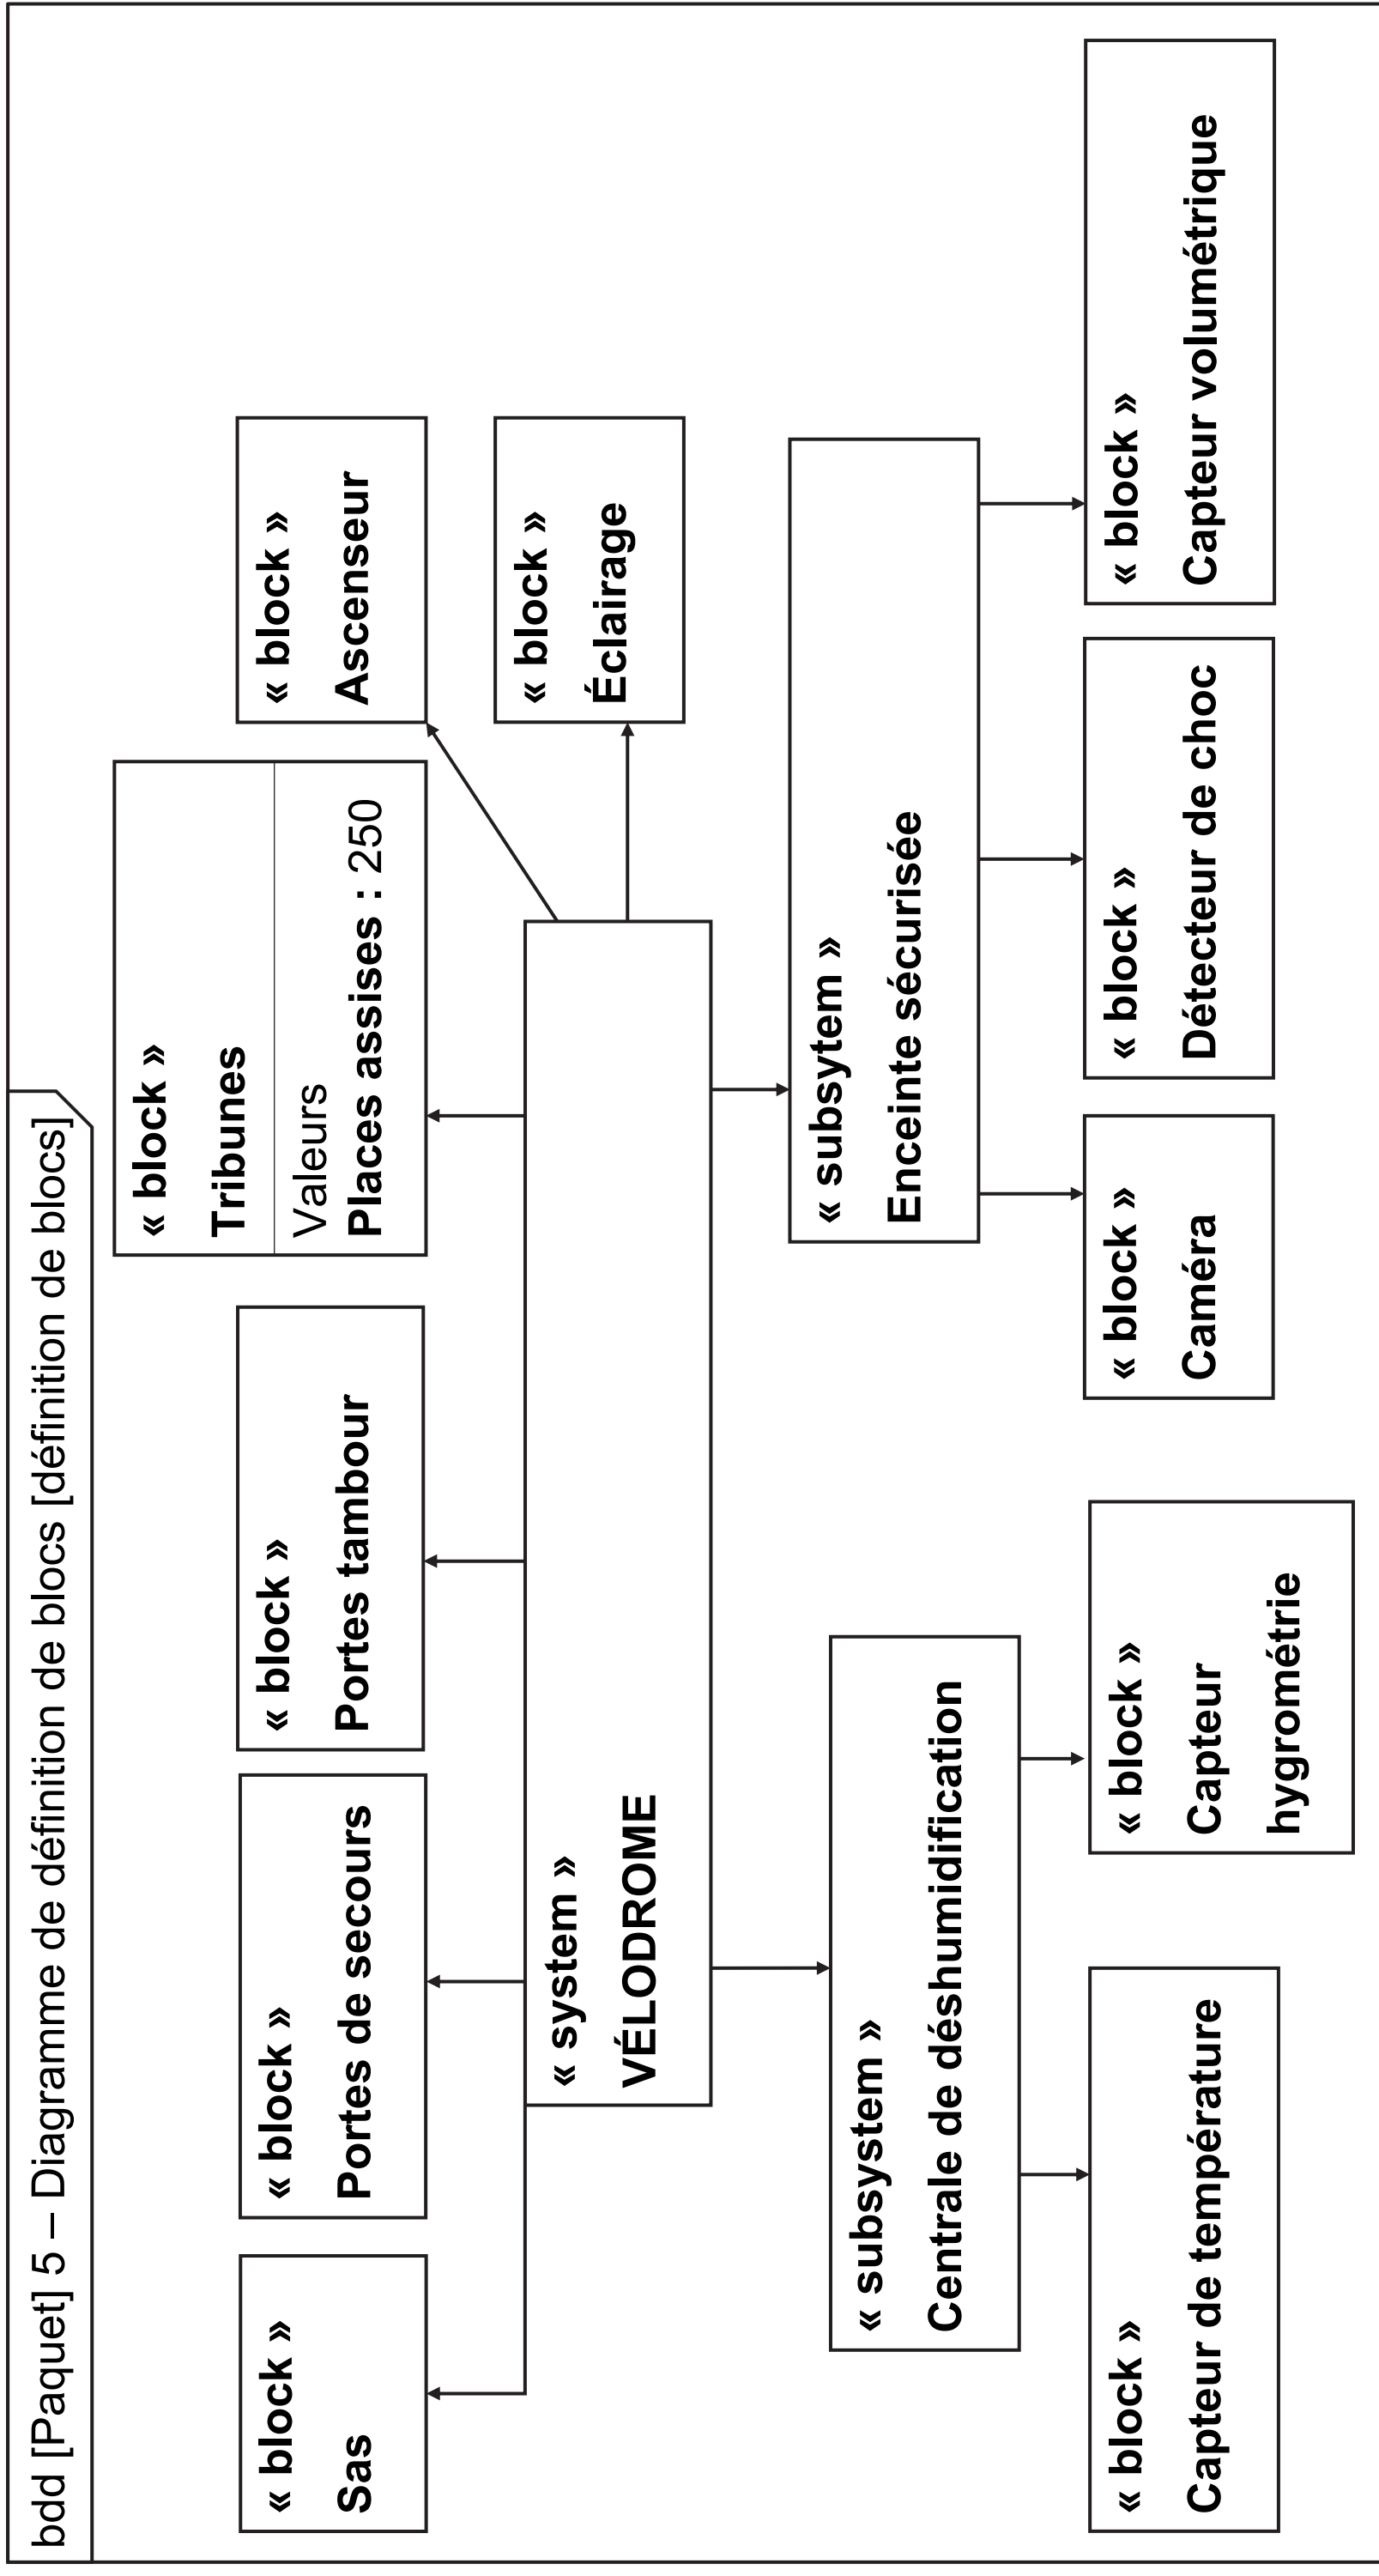 bdd [Paquet] 5 – Diagramme de définition de blocs [définition de blocs]
« block »
Sas
« block »
Portes de secours
« block »
Portes tambour
« block »
Tribunes
Valeurs
Places assises : 250
« block »
Ascenseur
« system »
VÉLODROME
« block »
Éclairage
« subsystem »
Centrale de déshumidification
« subsytem »
Enceinte sécurisée
« block »
Capteur de température
« block »
Capteur
hygrométrie
« block »
Caméra
« block »
Détecteur de choc
« block »
Capteur volumétrique